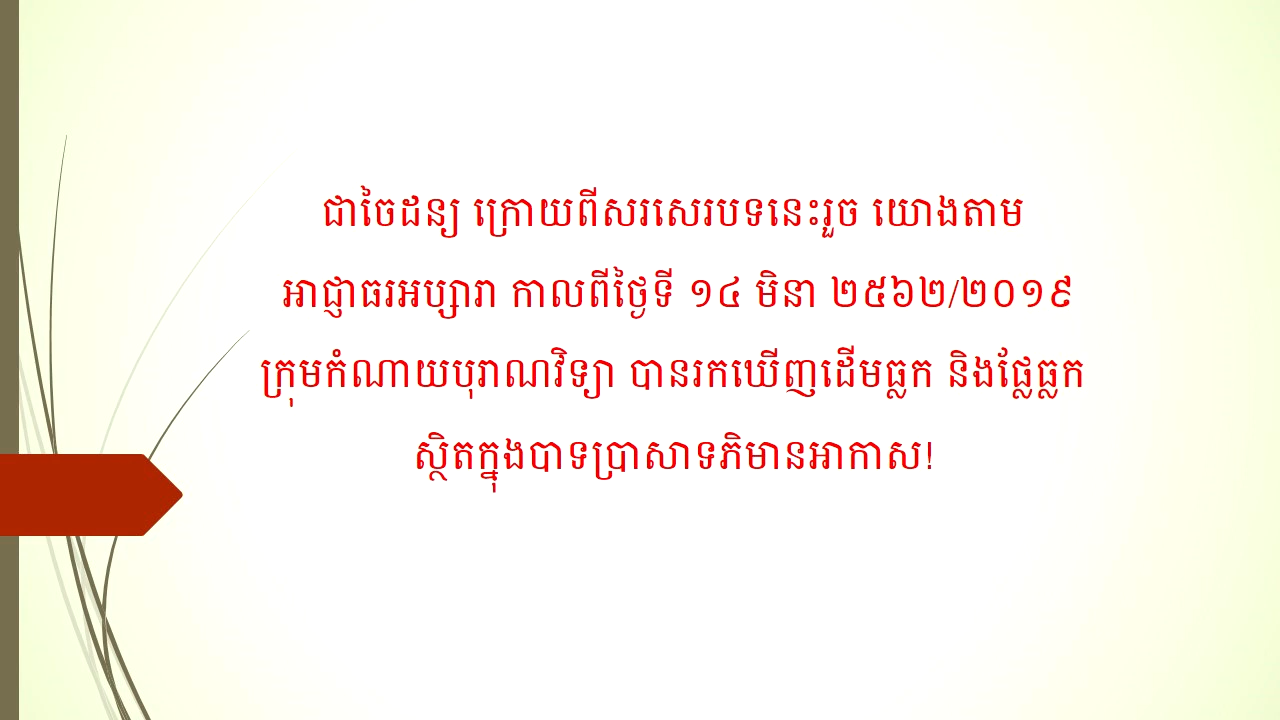 ជាចៃដន្យ ក្រោយពីសរសេរបទនេះរួច យោងតាម
អាជ្ញាធរអប្សារា កាលពីថ្ងៃទី ១៤ មិនា ២៥៦២/២០១៩
ក្រុមកំណាយបុរាណវិទ្យា បានរកឃើញដើមធ្លក និងផ្លែធ្លក
ស្ថិតក្នុងបាទប្រាសាទភិមានអាកាស!